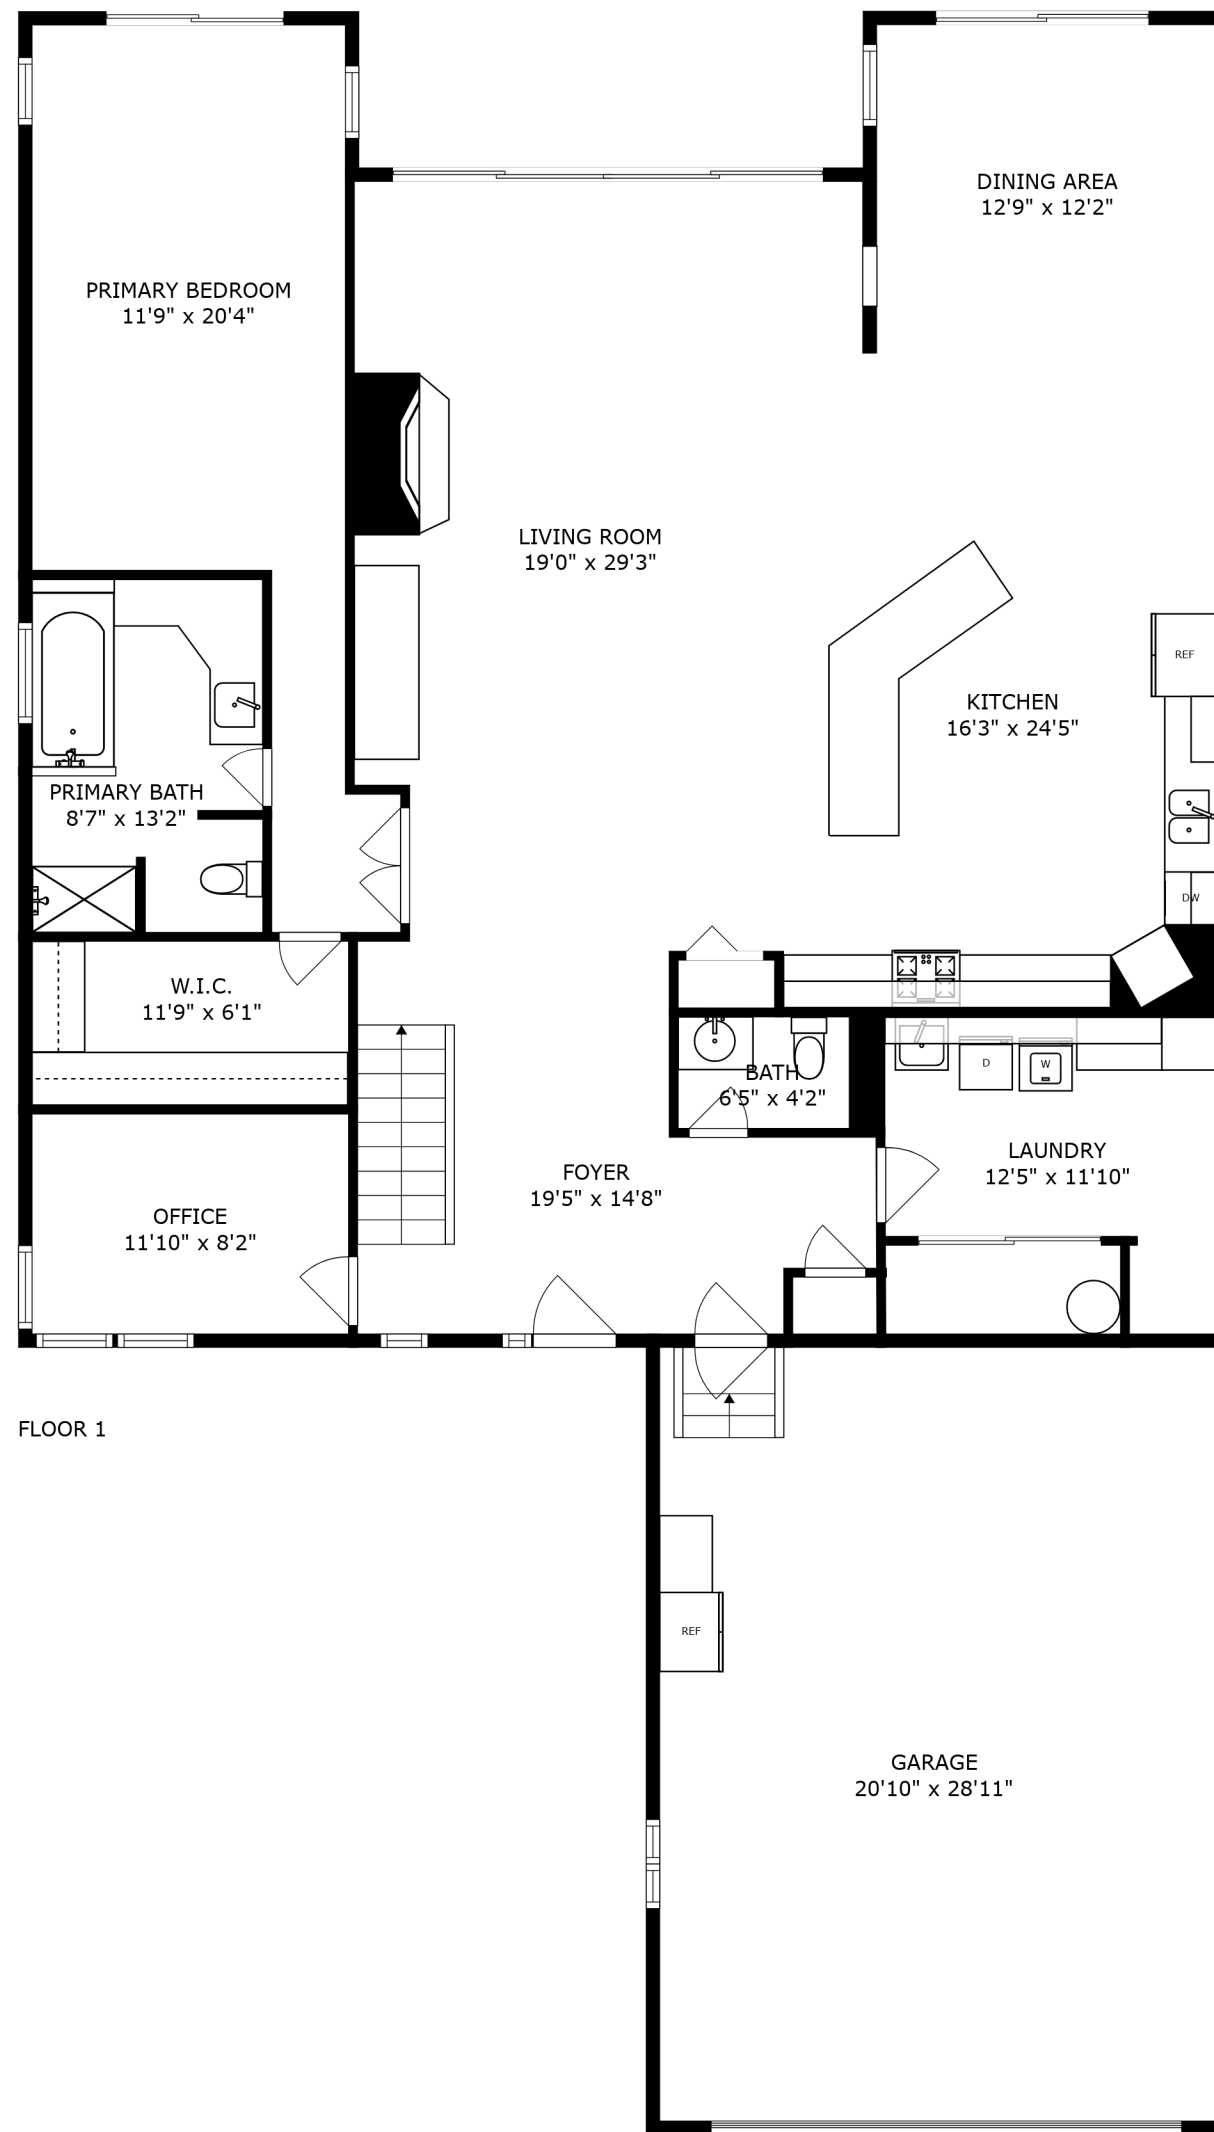 DINING AREA
12'9" x 12'2"
PRIMARY BEDROOM
11'9" x 20'4"
LIVING ROOM
19'0" x 29'3"
REF
KITCHEN
16'3" x 24'5"
PRIMARY BATH
8'7" x 13'2"
DW
W.I.C.
11'9" x 6'1"
BATH
6'5" x 4'2"
D
W
LAUNDRY
12'5" x 11'10"
FOYER
19'5" x 14'8"
OFFICE
11'10" x 8'2"
FLOOR 1
REF
GARAGE
20'10" x 28'11"